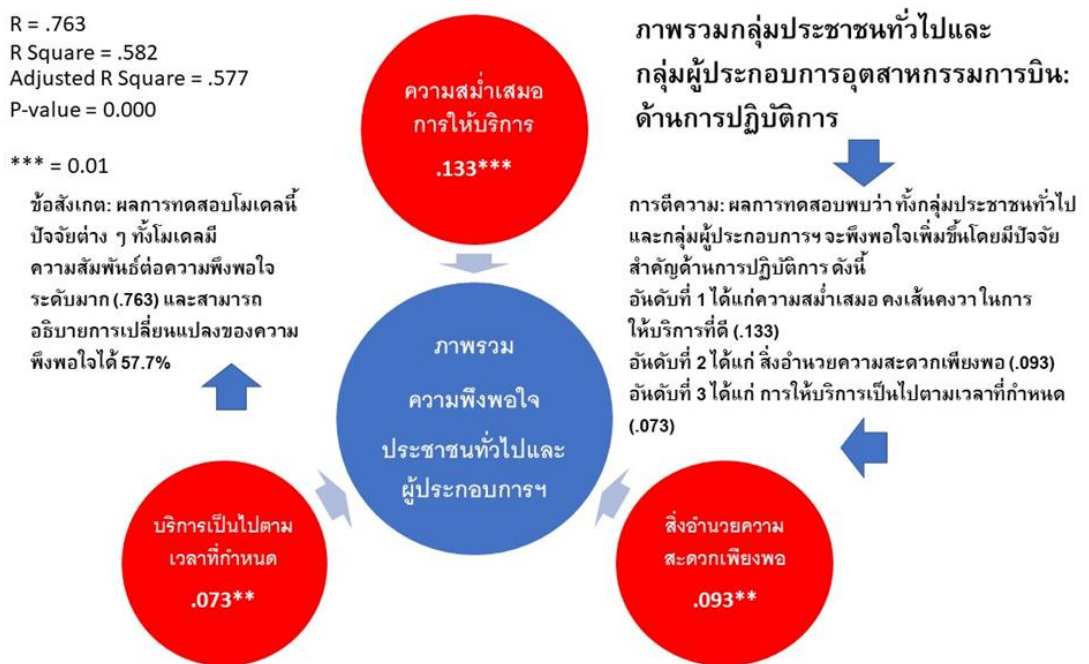 R = .763
R Square = .582
Adjusted R Square = .577
P-value = 0.000
*** = 0.01
ข้อสังเกต: ผลการทดสอบโมเดลนี้
ปัจจัยต่าง ๆ ทั้งโมเดลมี
ความสัมพันธ์ต่อความพึงพอใจ
ระดับมาก (.763) และสามารถ
อธิบายการเปลี่ยนแปลงของความ
พึงพอใจได้ 57.7%
ความสม่ำเสมอ
การให้บริการ
.133***
ภาพรวมกลุ่มประชาชนทั่วไปและ
กลุ่มผู้ประกอบการอุตสาหกรรมการบิน:
ด้านการปฏิบัติการ
การตีความ: ผลการทดสอบพบว่า ทั้งกลุ่มประชาชนทั่วไป
และกลุ่มผู้ประกอบการฯ จะพึงพอใจเพิ่มขึ้นโดยมีปัจจัย
สำคัญด้านการปฏิบัติการ ดังนี้
อันดับที่ 1 ได้แก่ความสม่ำเสมอ คงเส้นคงวา ในการ
ให้บริการที่ดี (.133)
อันดับที่ 2 ได้แก่ สิ่งอำนวยความสะดวกเพียงพอ (.093)
อันดับที่ 3 ได้แก่ การให้บริการเป็นไปตามเวลาที่กำหนด
(.073)
ภาพรวม
ความพึงพอใจ
ประชาชนทั่วไปและ
ผู้ประกอบการฯ
บริการเป็นไปตาม
เวลาที่กำหนด
.073**
สิ่งอำนวยความ
สะดวกเพียงพอ
.093**